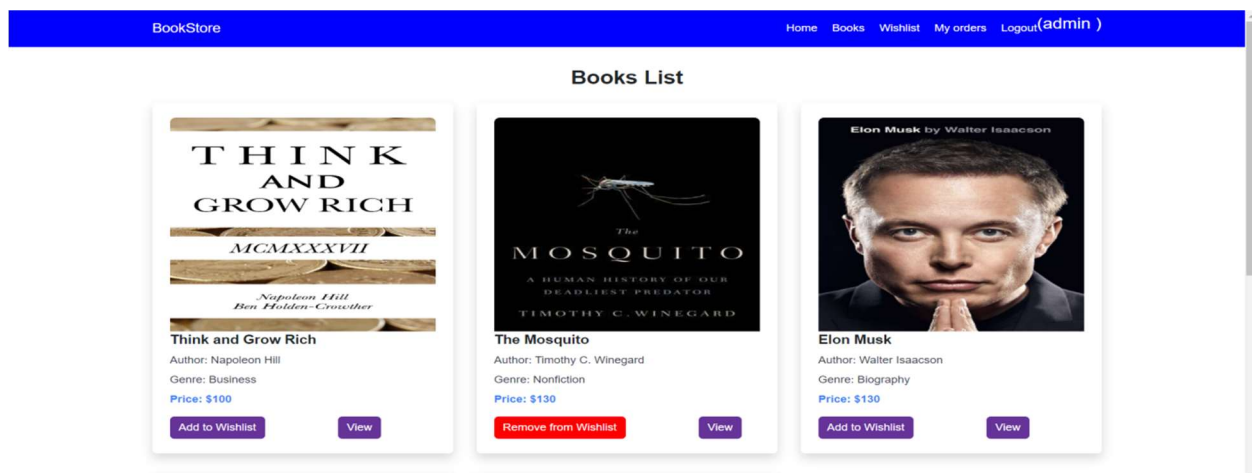 BookStore
Home Books Wishlist My orders Logout(admin )
Books List
THINK
AND
GROW RICH
MCMXXXVII
Napoleon Hill
Ben Holden-Crowther
Think and Grow Rich
Author: Napoleon Hill
Genre: Business
Price: $100
Add to Wishlist View
The
MOSQUITO
A HUMAN HISTORY OF OUR
DEADLIEST PREDATOR
TIMOTHY C. WINEGARD
The Mosquito
Author: Timothy C. Winegard
Genre: Nonfiction
Price: $130
Remove from Wishlist View
Elon Musk by Walter Isaacson
Elon Musk
Author: Walter Isaacson
Genre: Biography
Price: $130
Add to Wishlist View